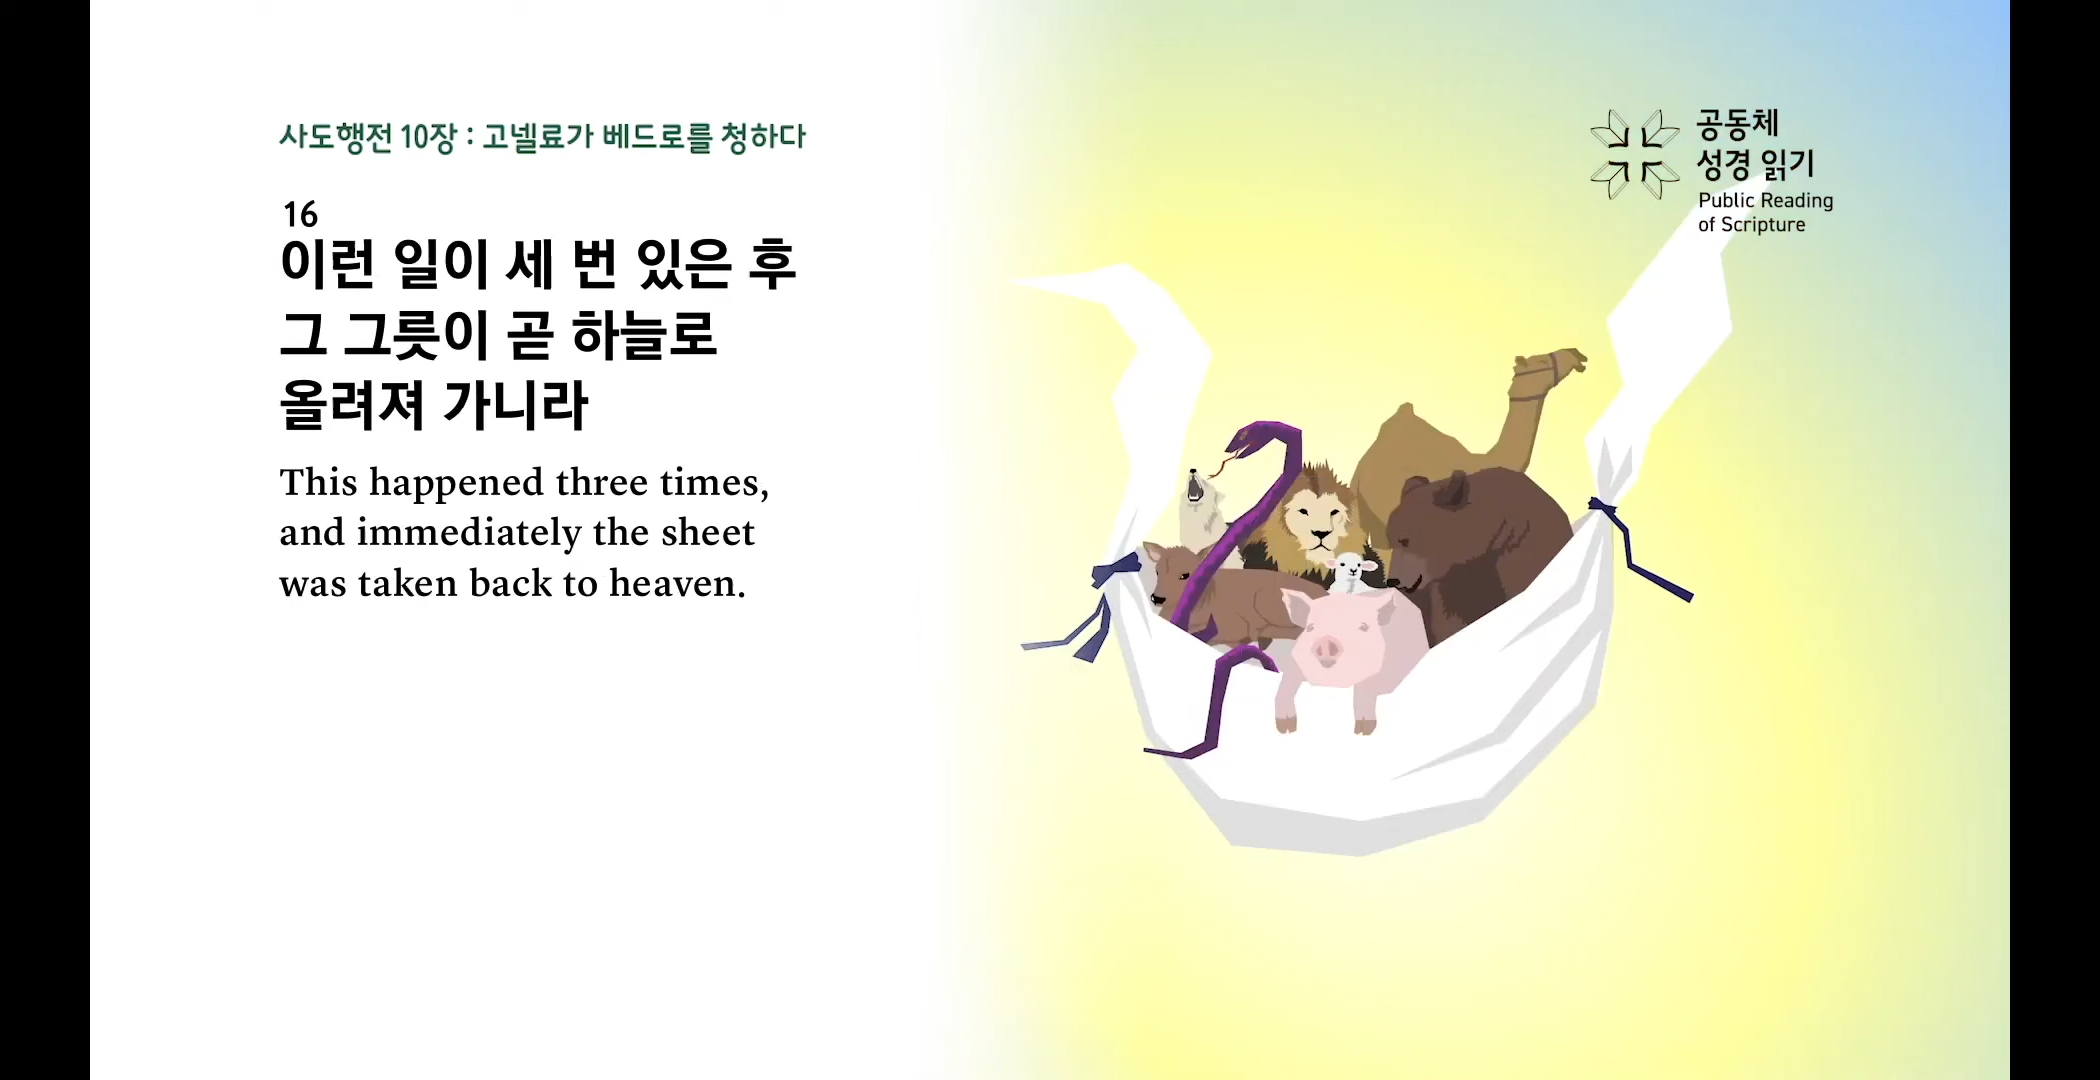 사도행전 10장 : 고넬료가 베드로를 청하다
16
이런 일이 세 번 있은 후
그 그릇이 곧 하늘로
올려져 가니라
This happened three times,
and immediately the sheet
was taken back to heaven.
공동체
성경 읽기
Public Reading
of Scripture